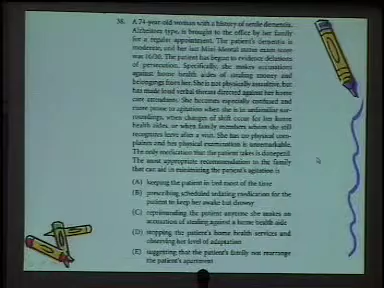 38. A 74-year-old woman with a history of senile dementia,
Alzheimer type, is brought to the office by her family
for a regular appointment. The patient's dementia is
moderate, and her last Mini-Mental status exam score
was 16/30. The patient has begun to evidence delusions
of persecution. Specifically, she makes accusations
against home health aides of stealing money and
belongings from her. She is not physically assaultive, but
has made loud verbal threats directed against her home
care attendants. She becomes especially confused and
more prone to agitation when she is in unfamiliar sur-
roundings, when changes of shift occur for her home
health aides, or when family members whom she still
recognizes leave after a visit. She has no physical com-
plaints and her physical examination is unremarkable.
The only medication that the patient takes is donepezil.
The most appropriate recommendation to the family
that can aid in minimizing the patient's agitation is
(A) keeping the patient in bed most of the time
(B) prescribing scheduled sedating medication for the
patient to keep her awake but drowsy
(C) reprimanding the patient anytime she makes an
accusation of stealing against a home health aide
(D) stopping the patient's home health services and
observing her level of adaptation
(E) suggesting that the patient's family not rearrange
the patient's apartment